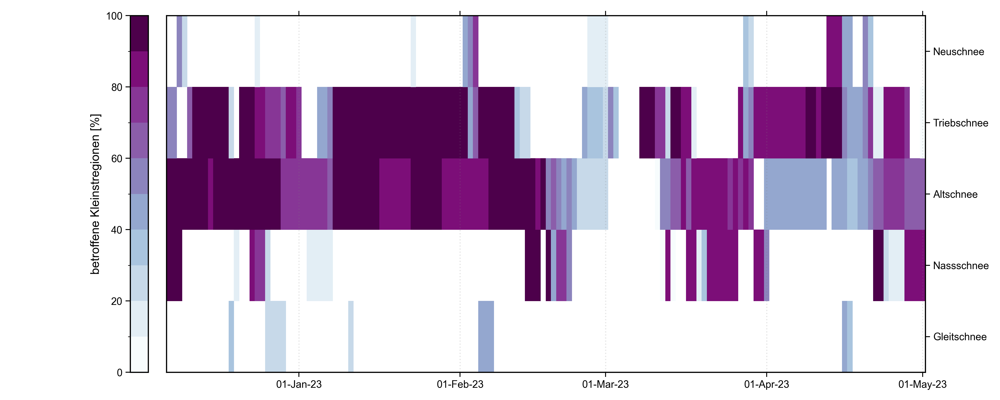 betroffene Kleinstregionen [%]
100
80
60
40
20
0
Neuschnee
Triebschnee
Altschnee
Nassschnee
Gleitschnee
01-Jan-23
01-Feb-23
01-Mar-23
01-Apr-23
01-May-23